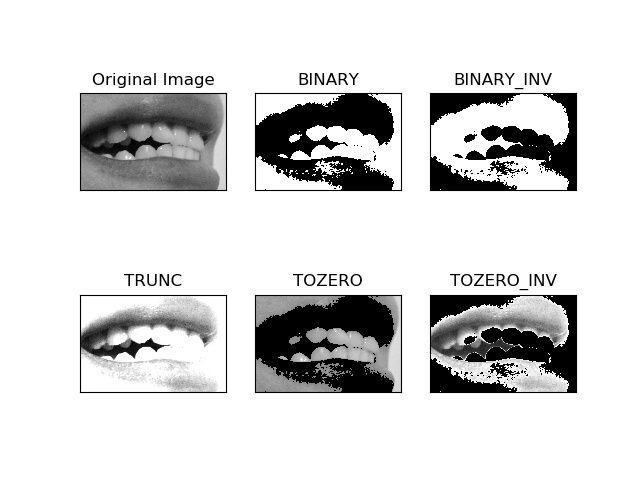 Original Image
BINARY
BINARY_INV
TRUNC
TOZERO
TOZERO_INV